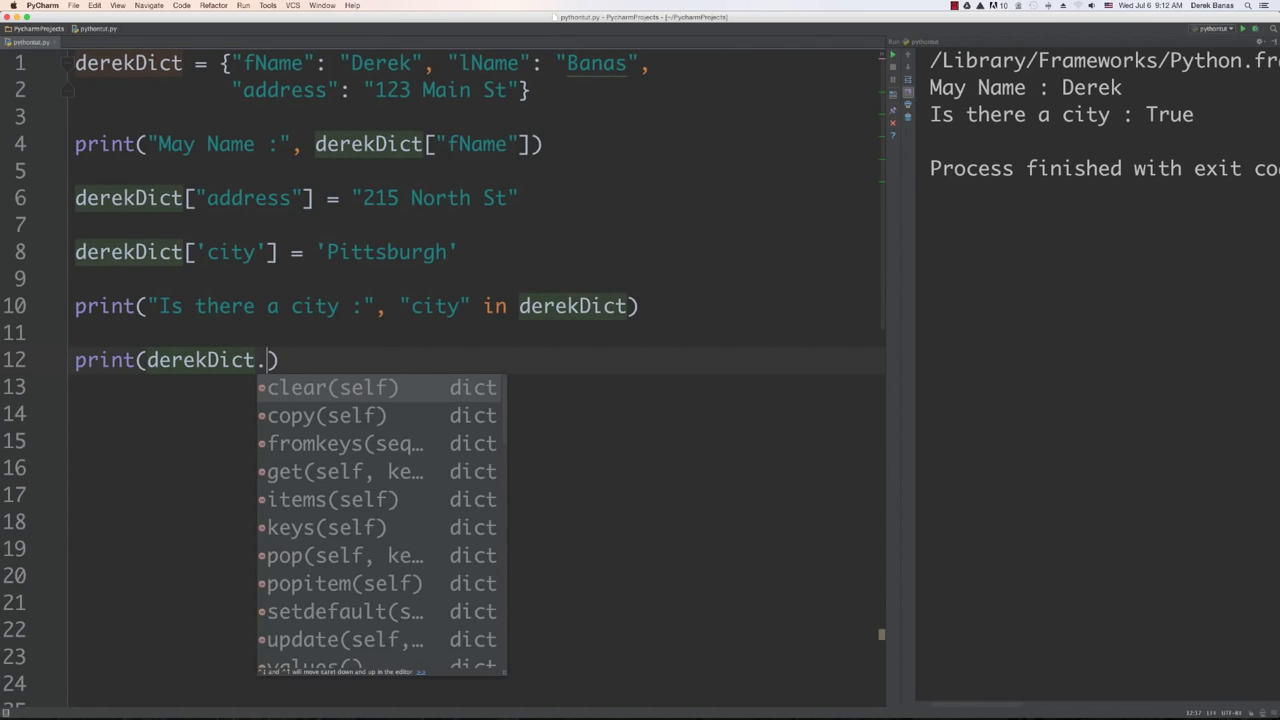 PyCharm File Edit View Navigate Code Refactor Run Tools VCS Window Help 10 Wed Jul 6 9:12 AM Derek Banas
pythontut.py - PycharmProjects - [~/PycharmProjects]
PycharmProjects pythontut.py pythontut
pythontut.py
Run pythontut
1 derekDict = {"fName": "Derek", "lName": "Banas",
2 "address": "123 Main St"}
3
4 print("May Name :", derekDict["fName"])
5
6 derekDict["address"] = "215 North St"
7
8 derekDict['city'] = 'Pittsburgh'
9
10 print("Is there a city :", "city" in derekDict)
11
12 print(derekDict.)
13
14
15
16
17
18
19
20
21
22
23
24
clear(self) dict
copy(self) dict
fromkeys(seq… dict
get(self, ke… dict
items(self) dict
keys(self) dict
pop(self, ke… dict
popitem(self) dict
setdefault(s… dict
update(self,… dict
values() dict
^↓ and ^↑ will move caret down and up in the editor >>
/Library/Frameworks/Python.fra
May Name : Derek
Is there a city : True
Process finished with exit co
12:17 LF≑ UTF-8≑